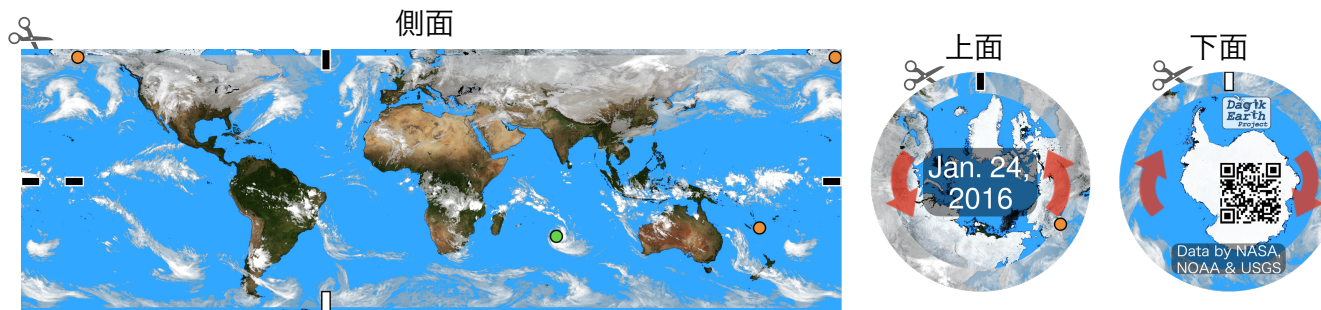 側面
上面
下面
Jan. 24,
2016
Dagik
Earth
Project
Data by NASA,
NOAA & USGS